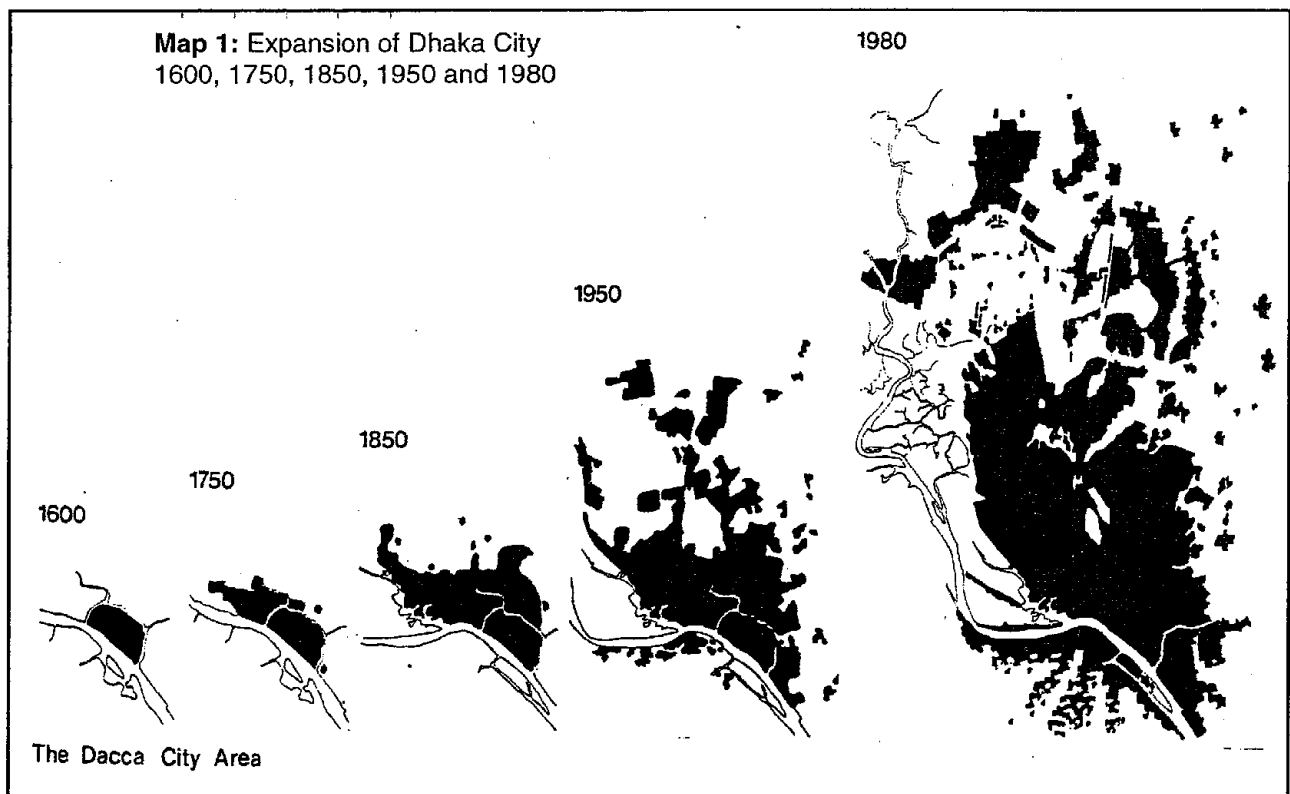 Map 1: Expansion of Dhaka City
1600, 1750, 1850, 1950 and 1980
1980
1950
1850
1750
1600
The Dacca City Area